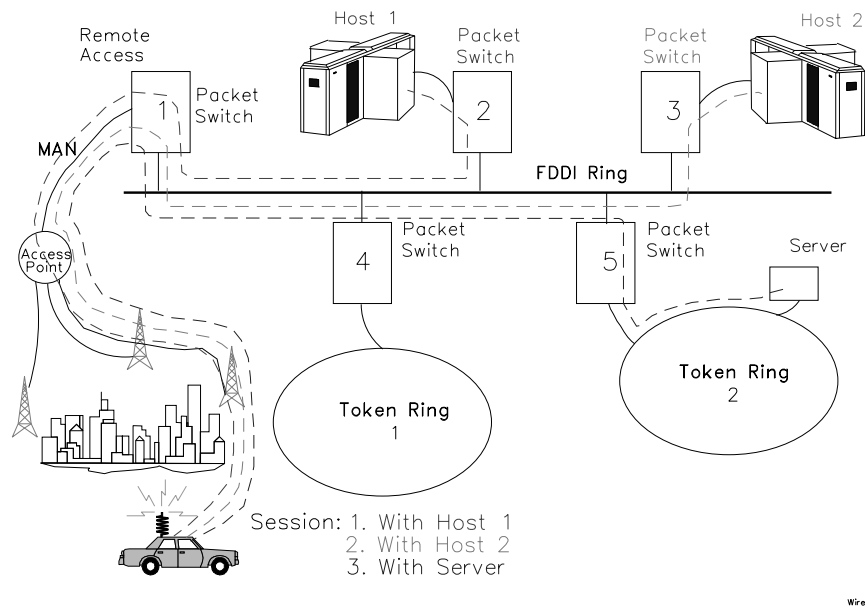 Host 1
Host 2
Remote
Access
Packet
Switch
Packet
Switch
1
Packet
Switch
2
3
MAN
FDDI Ring
Access
Point
4
Packet
Switch
5
Packet
Switch
Server
Token Ring
1
Token Ring
2
Session: 1. With Host 1
2. With Host 2
3. With Server
Wire